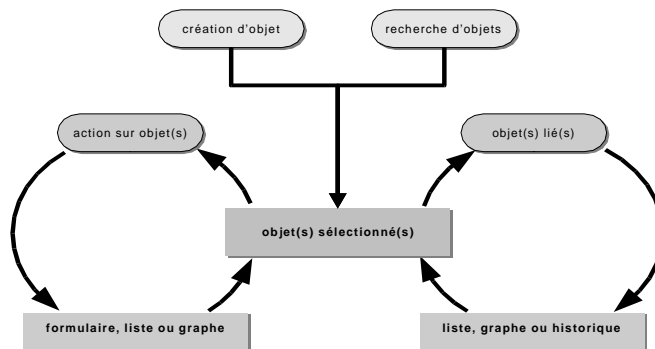 création d'objet
recherche d'objets
action sur objet(s)
objet(s) lié(s)
objet(s) sélectionné(s)
formulaire, liste ou graphe
liste, graphe ou historique